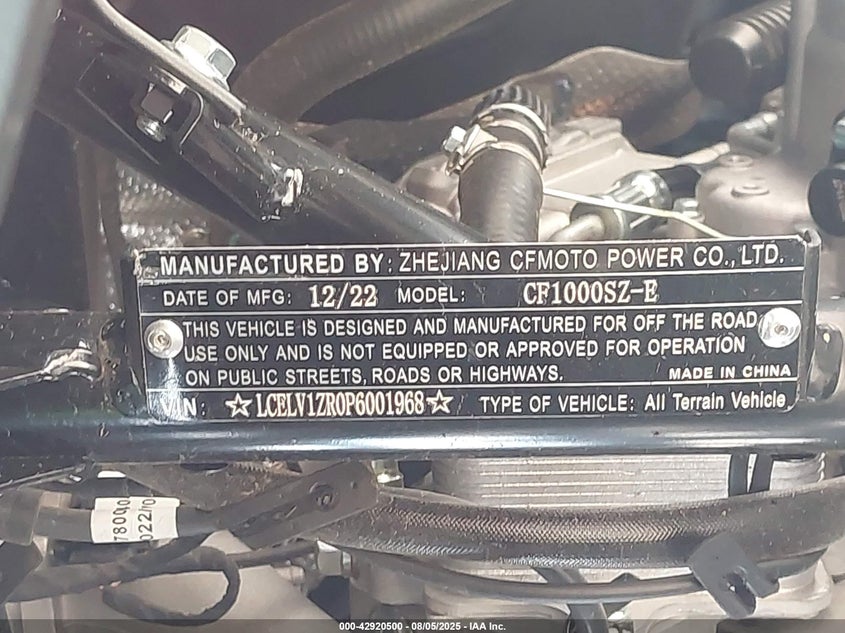 MANUFACTURED BY: ZHEJIANG CFMOTO POWER CO., LTD.
DATE OF MFG: 12/22 MODEL: CF1000SZ-E
THIS VEHICLE IS DESIGNED AND MANUFACTURED FOR OFF THE ROAD
USE ONLY AND IS NOT EQUIPPED OR APPROVED FOR OPERATION
ON PUBLIC STREETS, ROADS OR HIGHWAYS. MADE IN CHINA
VIN: ☆LCELV1ZR0P6001968☆ TYPE OF VEHICLE: All Terrain Vehicle
000-42920500 - 08/05/2025 - IAA Inc.